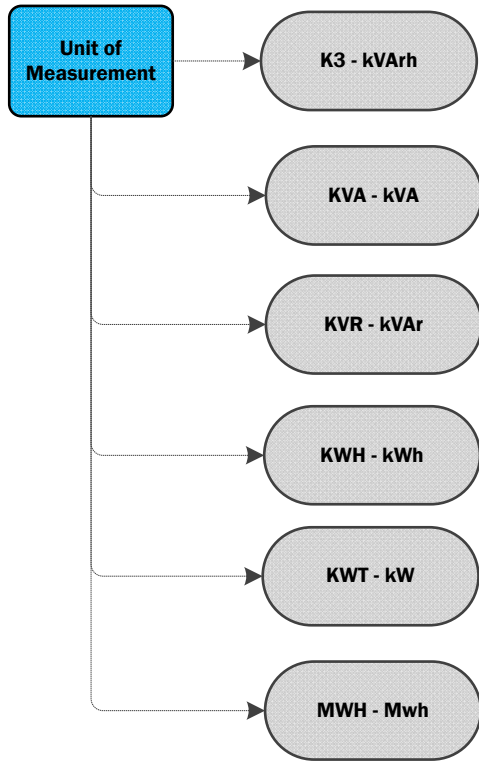 Unit of
Measurement
K3 - kVArh
KVA - kVA
KVR - kVAr
KWH - kWh
KWT - kW
MWH - Mwh